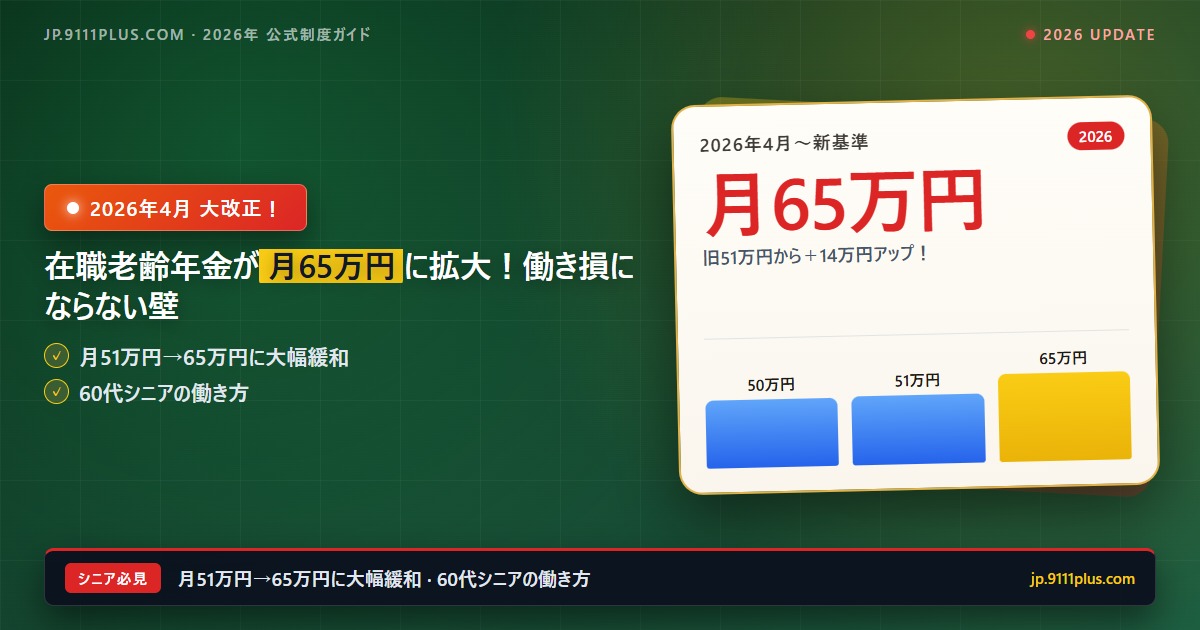 JP.9111PLUS.COM · 2026年 公式制度ガイド
2026 UPDATE
2026年4月 大改正！
在職老齢年金が月65万円に拡大！働き損に
ならない壁
月51万円→65万円に大幅緩和
60代シニアの働き方
2026年4月〜新基準
2026
月65万円
旧51万円から＋14万円アップ！
50万円
51万円
65万円
シニア必見
月51万円→65万円に大幅緩和 · 60代シニアの働き方
jp.9111plus.com